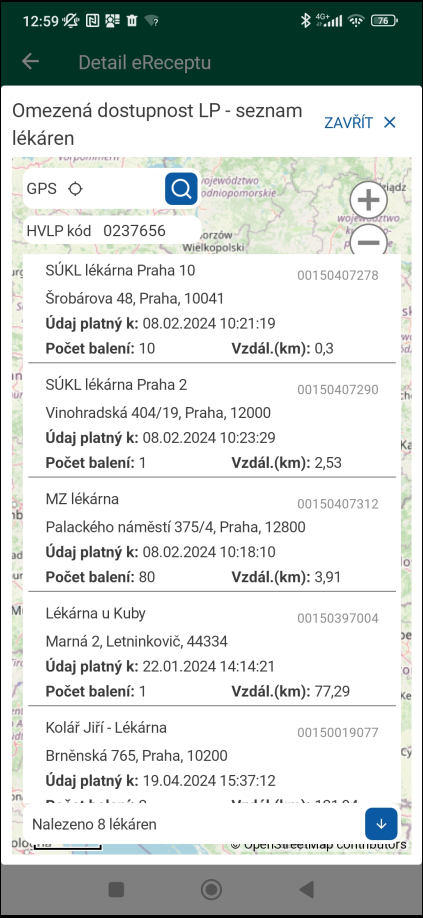 12:59
4G+
76
Detail eReceptu
Omezená dostupnost LP - seznam
lékáren
ZAVŘÍT
GPS
HVLP kód 0237656
województwo
pomorskie
Wielkopolski
SÚKL lékárna Praha 10
00150407278
Šrobárova 48, Praha, 10041
Údaj platný k: 08.02.2024 10:21:19
Počet balení: 10 Vzdál.(km): 0,3
SÚKL lékárna Praha 2
00150407290
Vinohradská 404/19, Praha, 12000
Údaj platný k: 08.02.2024 10:23:29
Počet balení: 1 Vzdál.(km): 2,53
MZ lékárna
00150407312
Palackého náměstí 375/4, Praha, 12800
Údaj platný k: 08.02.2024 10:18:10
Počet balení: 80 Vzdál.(km): 3,91
Lékárna u Kuby
00150397004
Marná 2, Letninkovič, 44334
Údaj platný k: 22.01.2024 14:14:21
Počet balení: 1 Vzdál.(km): 77,29
Kolář Jiří - Lékárna
00150019077
Brněnská 765, Praha, 10200
Údaj platný k: 19.04.2024 15:37:12
Nalezeno 8 lékáren
© OpenStreetMap contributors